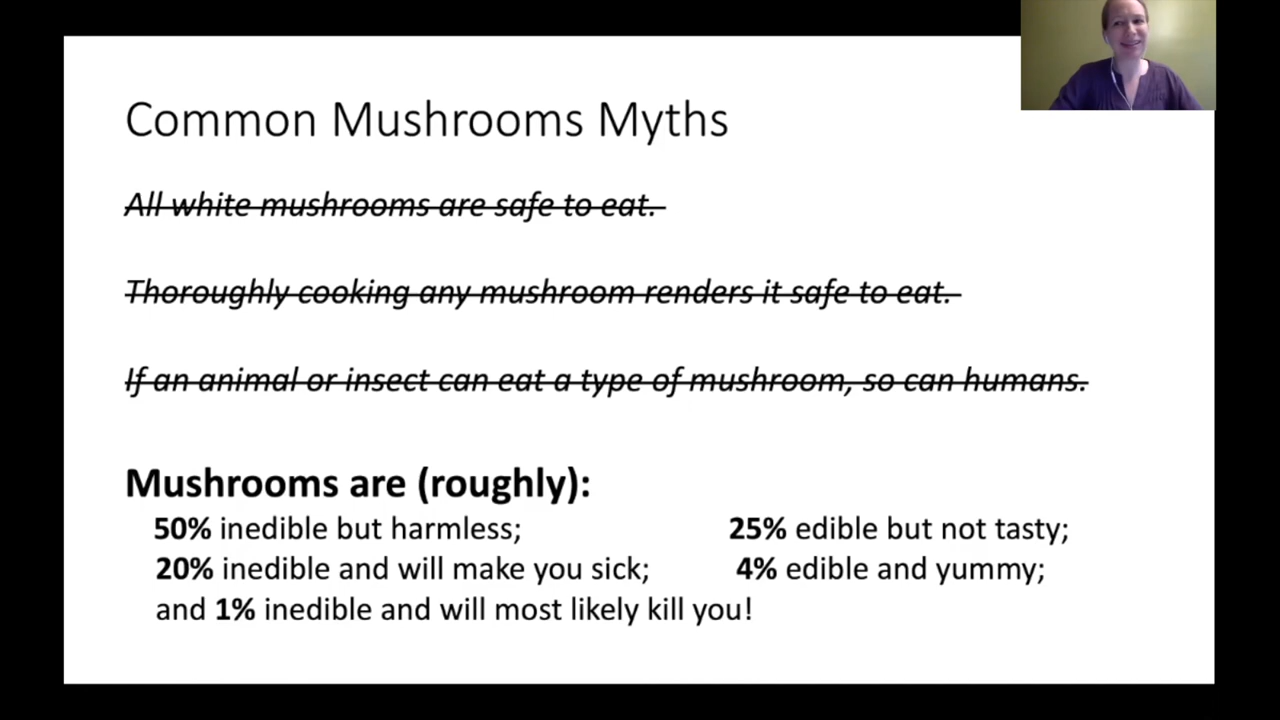 Common Mushrooms Myths
All white mushrooms are safe to eat.
Thoroughly cooking any mushroom renders it safe to eat.
If an animal or insect can eat a type of mushroom, so can humans.
Mushrooms are (roughly):
50% inedible but harmless; 25% edible but not tasty;
20% inedible and will make you sick; 4% edible and yummy;
and 1% inedible and will most likely kill you!